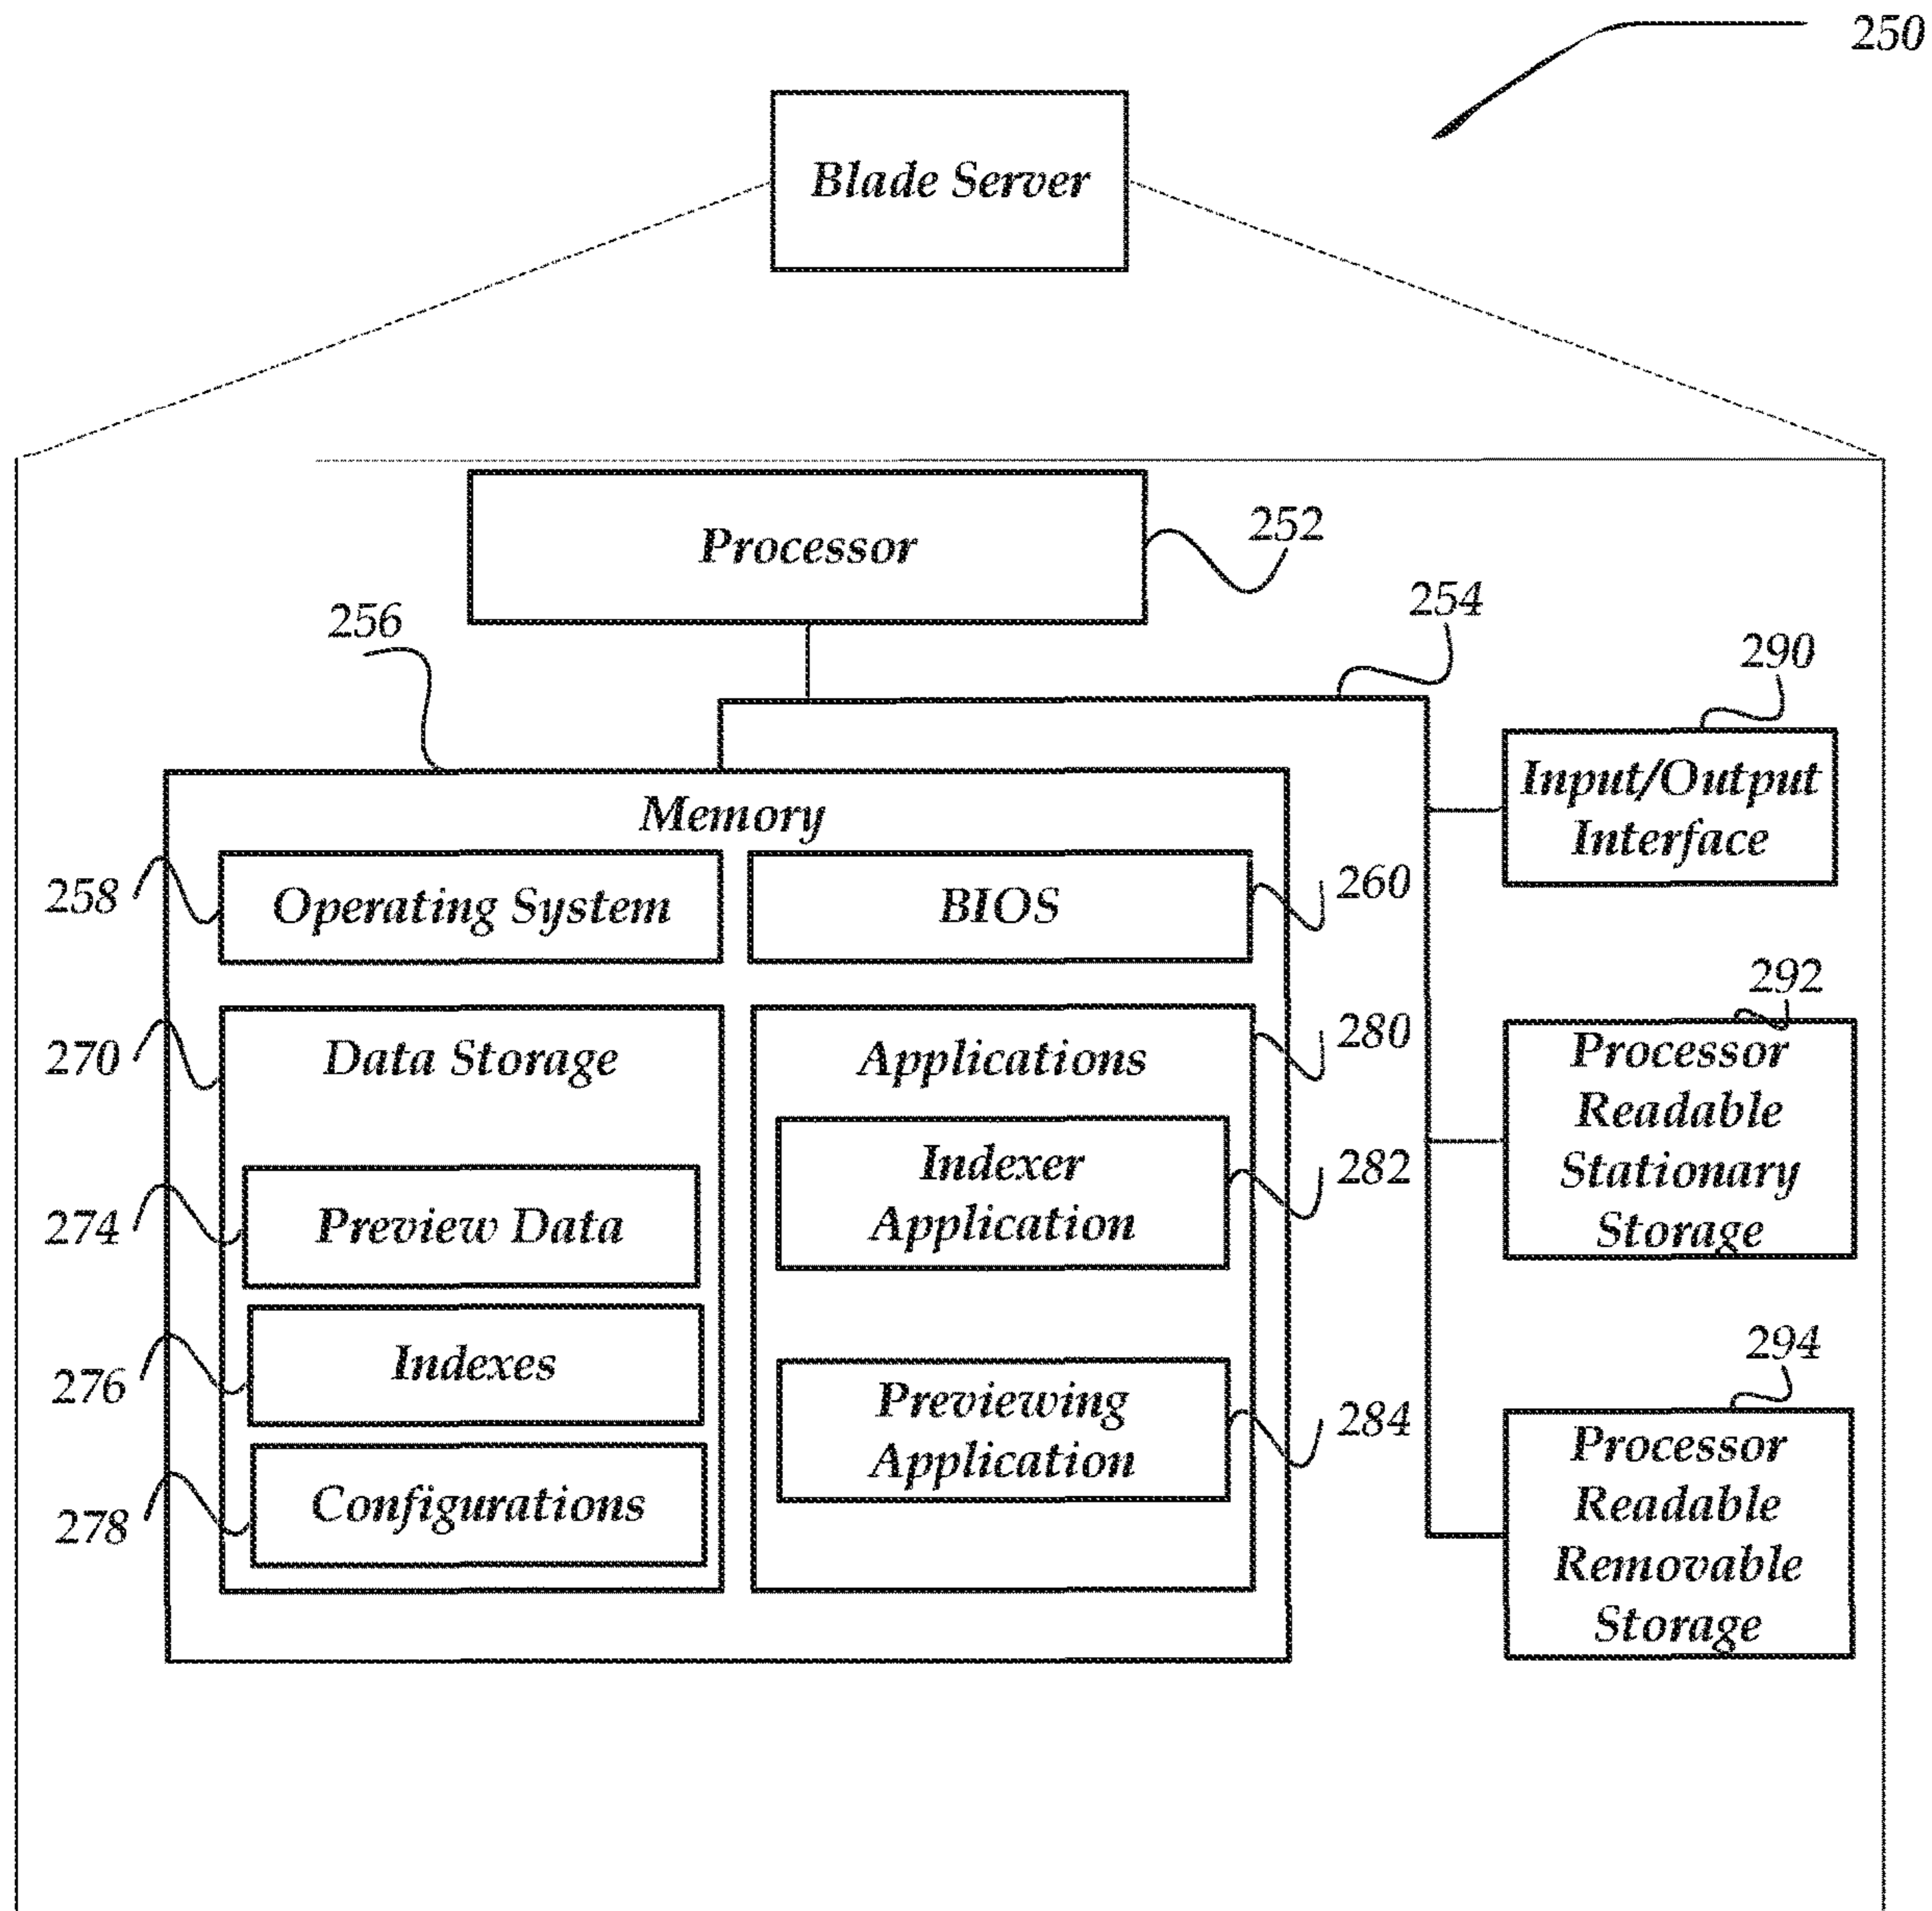 250
Blade Server
Processor
252
254
256
290
Input/Output
Interface
Memory
258
Operating System
BIOS
260
292
Processor
Readable
Stationary
Storage
270
Data Storage
Applications
280
Indexer
Application
282
274
Preview Data
276
Indexes
Previewing
Application
284
278
Configurations
294
Processor
Readable
Removable
Storage